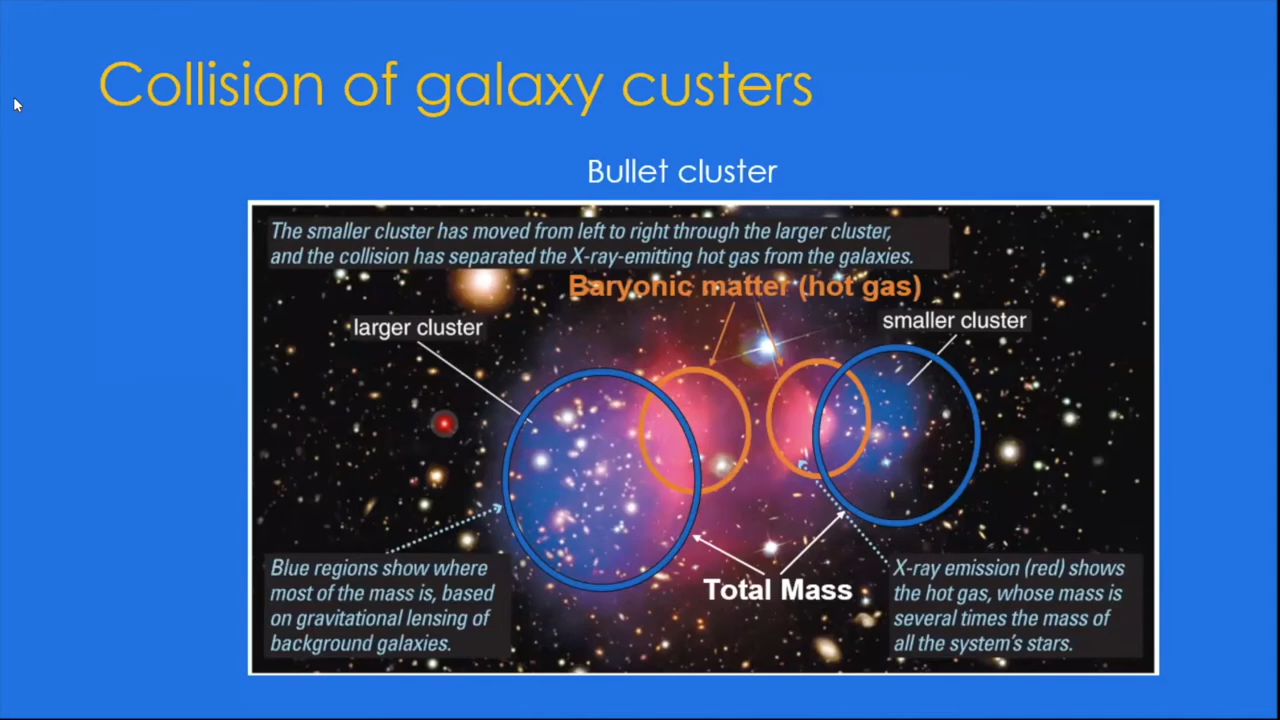 Collision of galaxy custers
Bullet cluster
The smaller cluster has moved from left to right through the larger cluster,
and the collision has separated the X-ray-emitting hot gas from the galaxies.
Baryonic matter (hot gas)
larger cluster
smaller cluster
Blue regions show where
most of the mass is, based
on gravitational lensing of
background galaxies.
Total Mass
X-ray emission (red) shows
the hot gas, whose mass is
several times the mass of
all the system's stars.